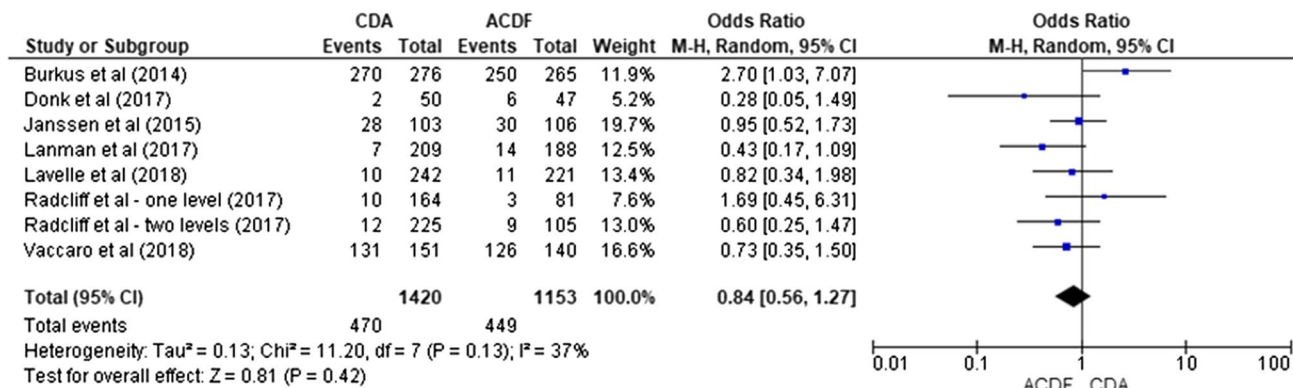 CDA ACDF Odds Ratio Odds Ratio
Study or Subgroup Events Total Events Total Weight M-H, Random, 95% CI M-H, Random, 95% CI
Burkus et al (2014) 270 276 250 265 11.9% 2.70 [1.03, 7.07]
Donk et al (2017) 2 50 6 47 5.2% 0.28 [0.05, 1.49]
Janssen et al (2015) 28 103 30 106 19.7% 0.95 [0.52, 1.73]
Lanman et al (2017) 7 209 14 188 12.5% 0.43 [0.17, 1.09]
Lavelle et al (2018) 10 242 11 221 13.4% 0.82 [0.34, 1.98]
Radcliff et al - one level (2017) 10 164 3 81 7.6% 1.69 [0.45, 6.31]
Radcliff et al - two levels (2017) 12 225 9 105 13.0% 0.60 [0.25, 1.47]
Vaccaro et al (2018) 131 151 126 140 16.6% 0.73 [0.35, 1.50]
Total (95% CI) 1420 1153 100.0% 0.84 [0.56, 1.27]
Total events 470 449
Heterogeneity: Tau² = 0.13; Chi² = 11.20, df = 7 (P = 0.13); I² = 37%
Test for overall effect: Z = 0.81 (P = 0.42)
0.01 0.1 1 10 100
ACDF CDA